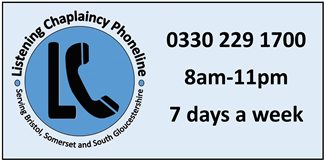 Listening Chaplaincy Phoneline
LC
Serving Bristol, Somerset and South Gloucestershire
0330 229 1700
8am-11pm
7 days a week